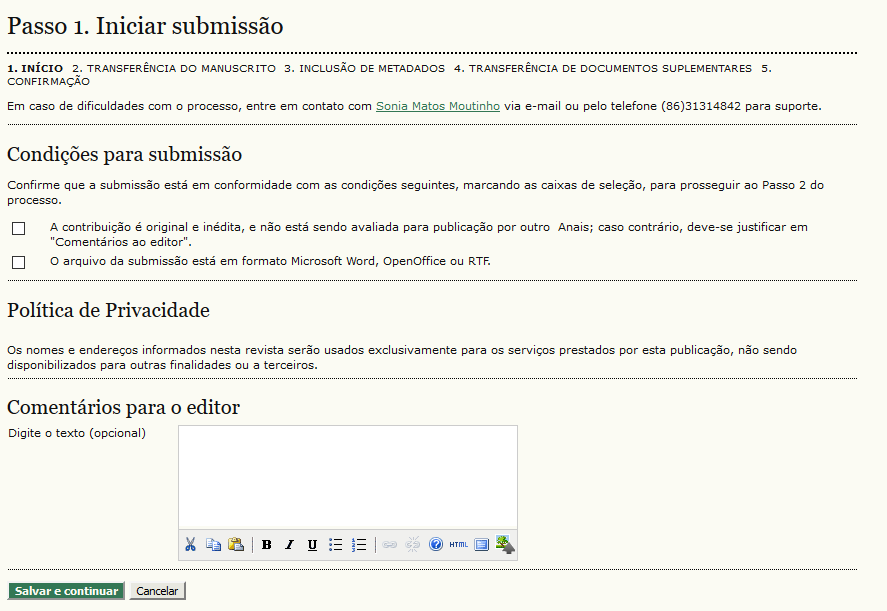 Passo 1. Iniciar submissão
1. INÍCIO 2. TRANSFERÊNCIA DO MANUSCRITO 3. INCLUSÃO DE METADADOS 4. TRANSFERÊNCIA DE DOCUMENTOS SUPLEMENTARES 5.
CONFIRMAÇÃO
Em caso de dificuldades com o processo, entre em contato com Sonia Matos Moutinho via e-mail ou pelo telefone (86)31314842 para suporte.
Condições para submissão
Confirme que a submissão está em conformidade com as condições seguintes, marcando as caixas de seleção, para prosseguir ao Passo 2 do
processo.
A contribuição é original e inédita, e não está sendo avaliada para publicação por outro Anais; caso contrário, deve-se justificar em
"Comentários ao editor".
O arquivo da submissão está em formato Microsoft Word, OpenOffice ou RTF.
Política de Privacidade
Os nomes e endereços informados nesta revista serão usados exclusivamente para os serviços prestados por esta publicação, não sendo
disponibilizados para outras finalidades ou a terceiros.
Comentários para o editor
Digite o texto (opcional)
B I U HTML
Salvar e continuar Cancelar